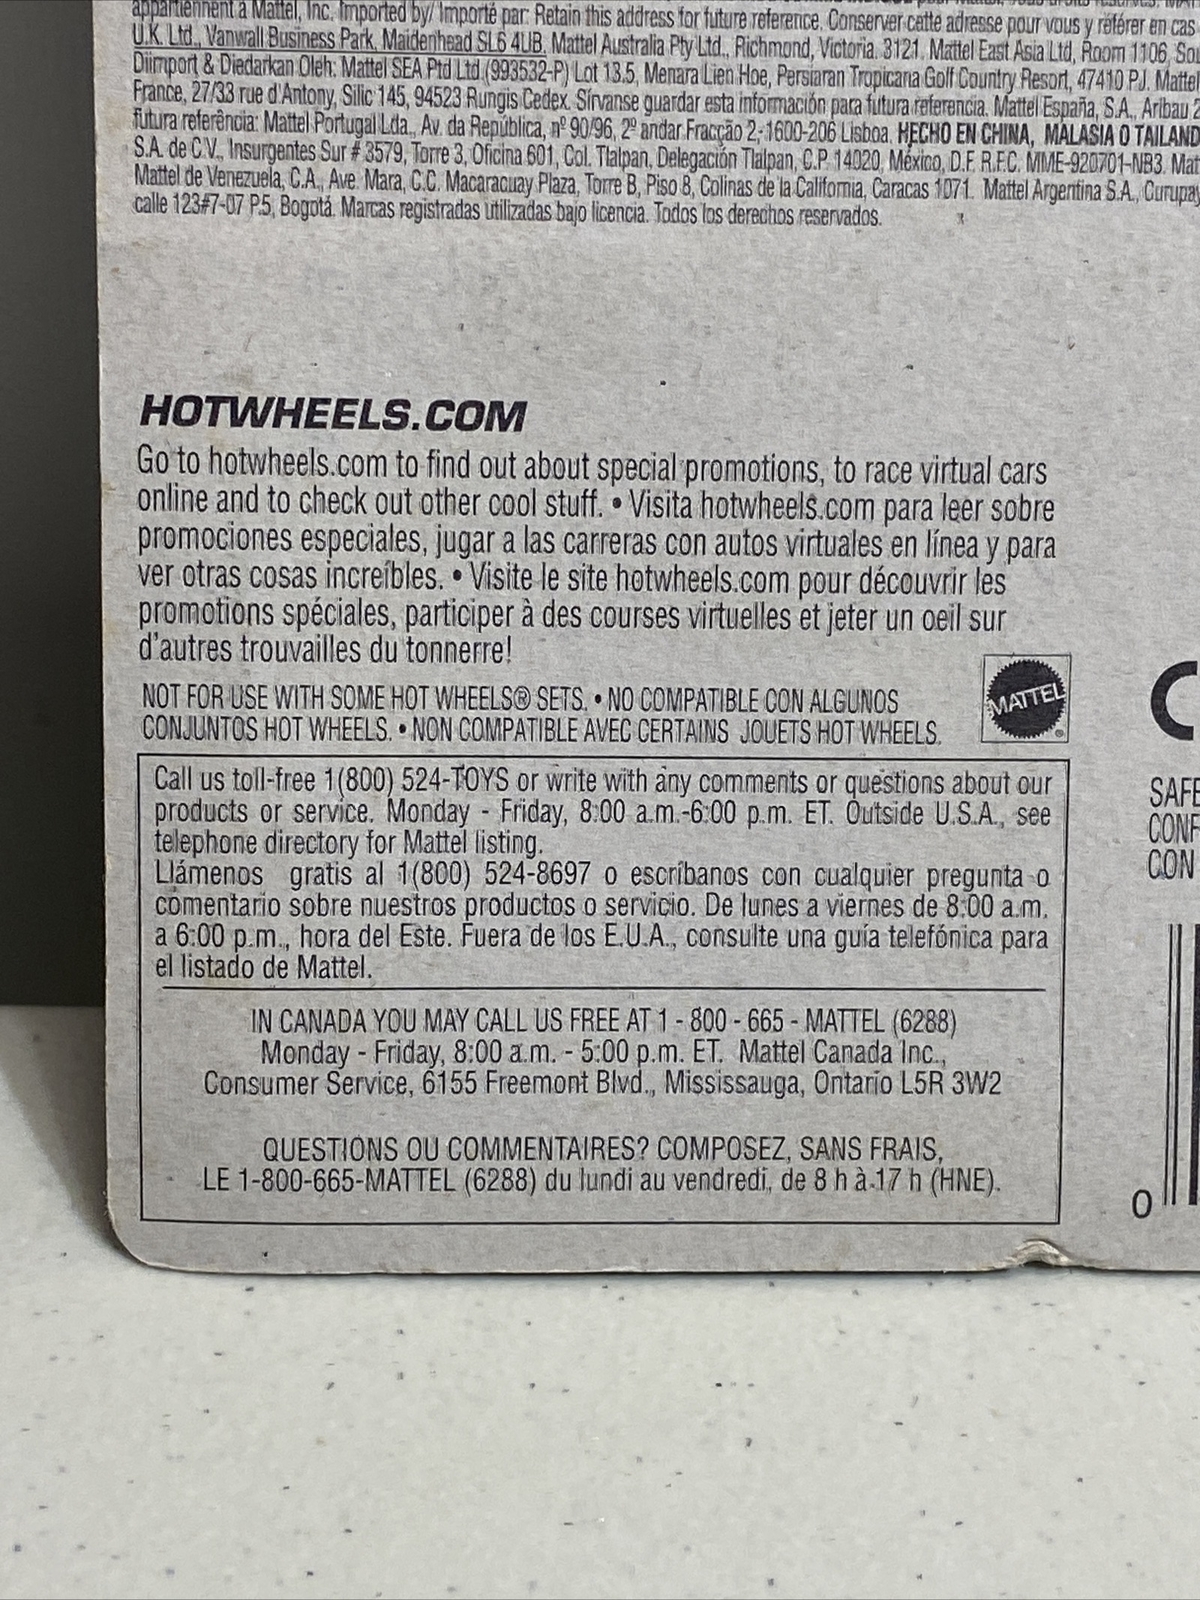 appartiennent à Mattel, Inc. Imported by/ Importé par: Retain this address for future reference. Conserver cette adresse pour vous y référer en cas
U.K. Ltd., Vanwall Business Park, Maidenhead SL6 4UB. Mattel Australia Pty Ltd., Richmond, Victoria. 3121. Mattel East Asia Ltd, Room 1106, Sou
Diimport & Diedarkan Oleh: Mattel SEA Ptd Ltd.(993532-P) Lot 13.5, Menara Lien Hoe, Persiaran Tropicana Golf Country Resort, 47410 PJ. Mattel
France, 27/33 rue d'Antony, Silic 145, 94523 Rungis Cedex. Sírvanse guardar esta información para futura referencia. Mattel España, S.A., Aribau 2
futura referência: Mattel Portugal Lda., Av. da República, nº 90/96, 2º andar Fracção 2, 1600-206 Lisboa. HECHO EN CHINA, MALASIA O TAILAND
S.A. de C.V., Insurgentes Sur # 3579, Torre 3, Oficina 601, Col. Tlalpan, Delegación Tlalpan, C.P. 14020, México, D.F. R.F.C. MME-920701-NB3. Mat
Mattel de Venezuela, C.A., Ave. Mara, C.C. Macaracuay Plaza, Torre B, Piso 8, Colinas de la California, Caracas 1071. Mattel Argentina S.A., Curupay
calle 123#7-07 P.5, Bogotá. Marcas registradas utilizadas bajo licencia. Todos los derechos reservados.
HOTWHEELS.COM
Go to hotwheels.com to find out about special promotions, to race virtual cars
online and to check out other cool stuff. • Visita hotwheels.com para leer sobre
promociones especiales, jugar a las carreras con autos virtuales en línea y para
ver otras cosas increíbles. • Visite le site hotwheels.com pour découvrir les
promotions spéciales, participer à des courses virtuelles et jeter un oeil sur
d'autres trouvailles du tonnerre!
NOT FOR USE WITH SOME HOT WHEELS® SETS. • NO COMPATIBLE CON ALGUNOS
CONJUNTOS HOT WHEELS. • NON COMPATIBLE AVEC CERTAINS JOUETS HOT WHEELS.
MATTEL
Call us toll-free 1(800) 524-TOYS or write with any comments or questions about our
products or service. Monday - Friday, 8:00 a.m.-6:00 p.m. ET. Outside U.S.A., see
telephone directory for Mattel listing.
Llámenos gratis al 1(800) 524-8697 o escríbanos con cualquier pregunta o
comentario sobre nuestros productos o servicio. De lunes a viernes de 8:00 a.m.
a 6:00 p.m., hora del Este. Fuera de los E.U.A., consulte una guía telefónica para
el listado de Mattel.
IN CANADA YOU MAY CALL US FREE AT 1 - 800 - 665 - MATTEL (6288)
Monday - Friday, 8:00 a.m. - 5:00 p.m. ET. Mattel Canada Inc.,
Consumer Service, 6155 Freemont Blvd., Mississauga, Ontario L5R 3W2
QUESTIONS OU COMMENTAIRES? COMPOSEZ, SANS FRAIS,
LE 1-800-665-MATTEL (6288) du lundi au vendredi, de 8 h à 17 h (HNE).
SAFE
CONF
CON
0